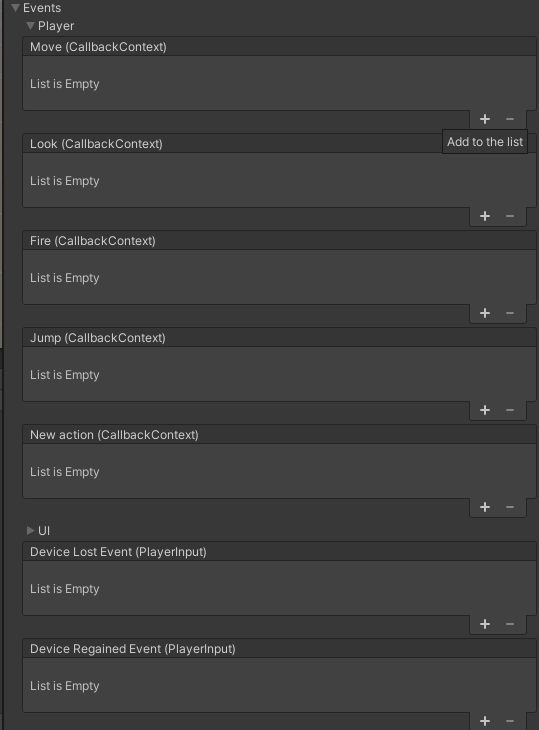 Events
Player
Move (CallbackContext)
List is Empty
+ −
Add to the list
Look (CallbackContext)
List is Empty
+ −
Fire (CallbackContext)
List is Empty
+ −
Jump (CallbackContext)
List is Empty
+ −
New action (CallbackContext)
List is Empty
+ −
UI
Device Lost Event (PlayerInput)
List is Empty
+ −
Device Regained Event (PlayerInput)
List is Empty
+ −